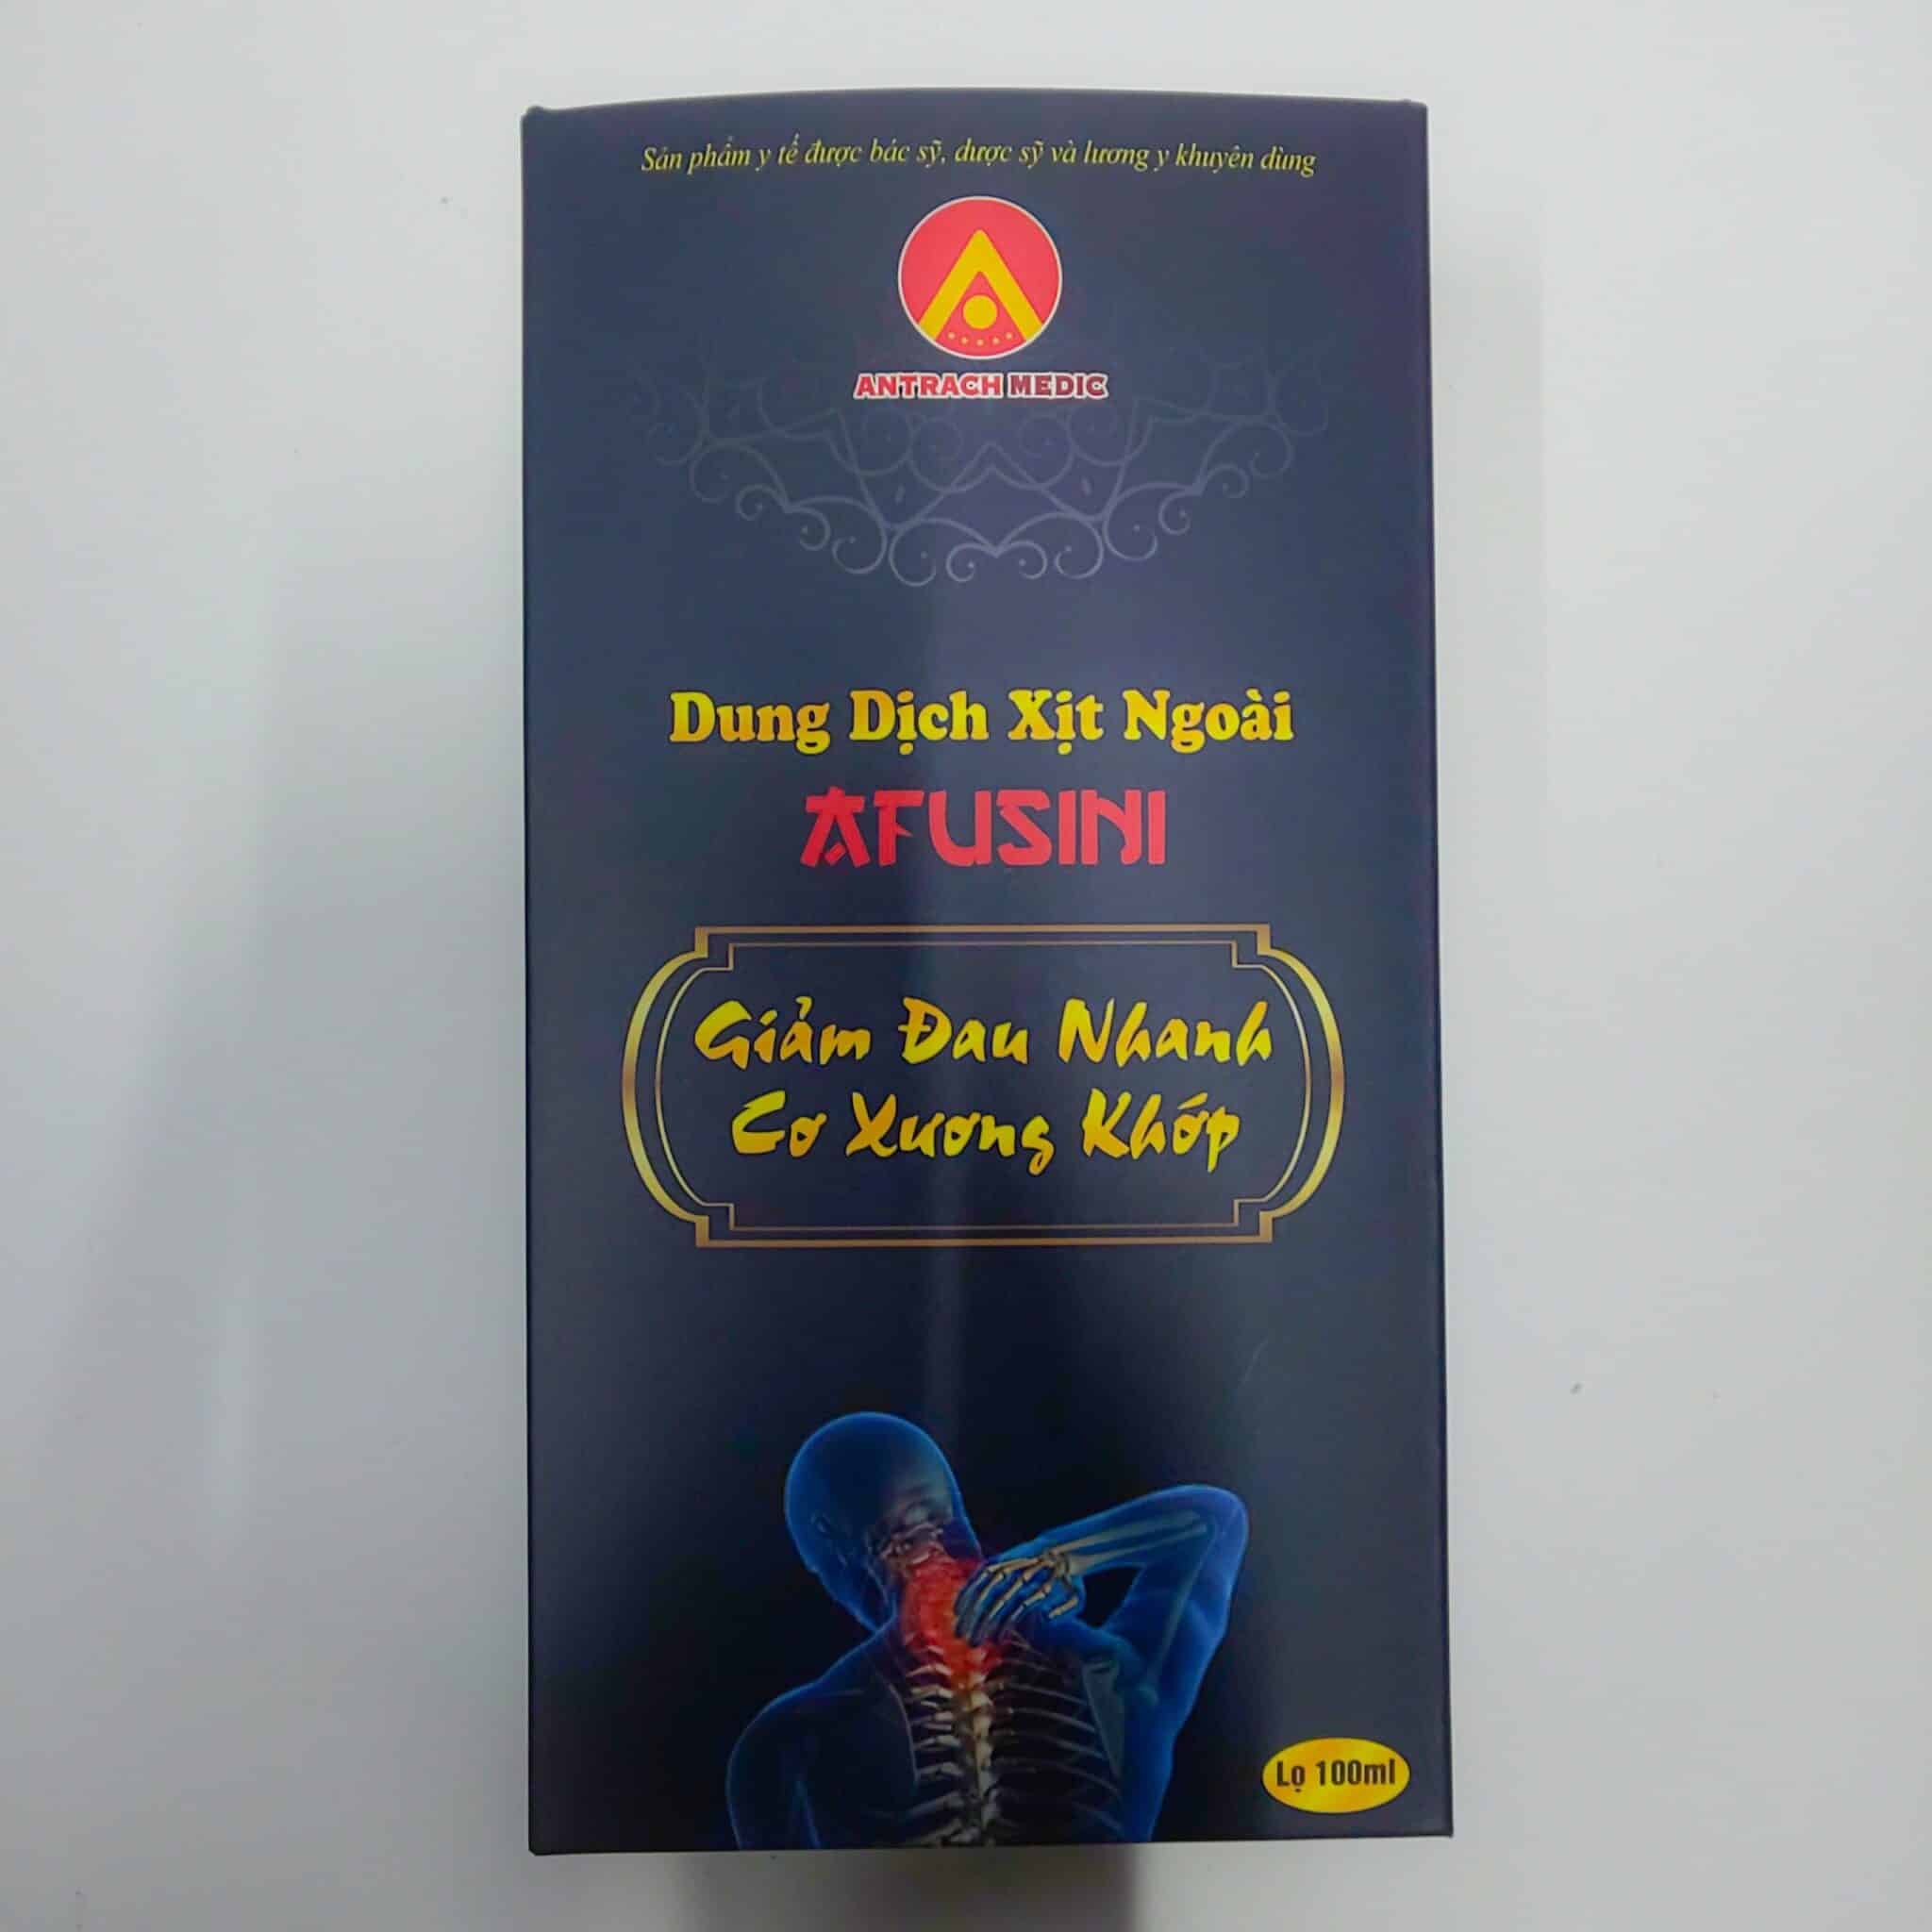 Sản phẩm y tế được bác sỹ, dược sỹ và lương y khuyên dùng
ANTRACH MEDIC
Dung Dịch Xịt Ngoài
AFUSINI
Giảm Đau Nhanh
Cơ Xương Khớp
Lọ 100ml